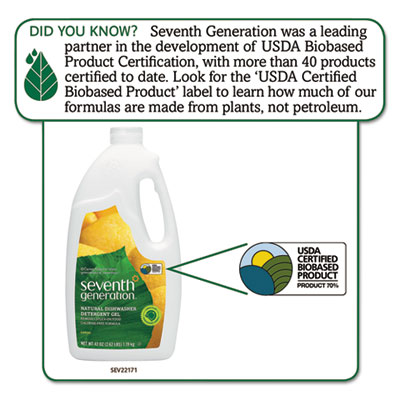 DID YOU KNOW? Seventh Generation was a leading
partner in the development of USDA Biobased
Product Certification, with more than 40 products
certified to date. Look for the ‘USDA Certified
Biobased Product’ label to learn how much of our
formulas are made from plants, not petroleum.
USDA
CERTIFIED
BIOBASED
PRODUCT
PRODUCT 70%
seventh
generation
NATURAL DISHWASHER
DETERGENT GEL
SEV22171